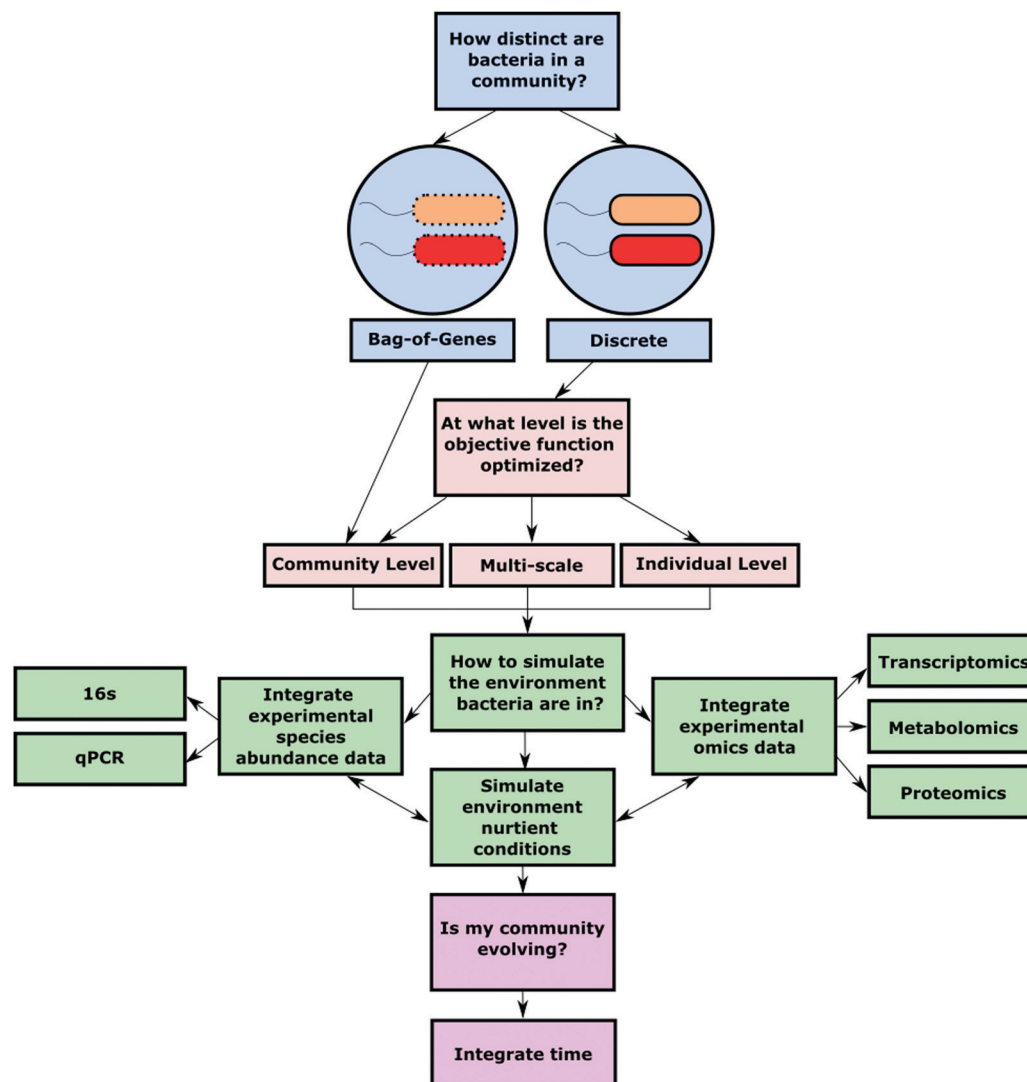 How distinct are
bacteria in a
community?
Bag-of-Genes
Discrete
At what level is the
objective function
optimized?
Community Level
Multi-scale
Individual Level
How to simulate
the environment
bacteria are in?
16s
qPCR
Integrate
experimental
species
abundance data
Integrate
experimental
omics data
Transcriptomics
Metabolomics
Proteomics
Simulate
environment
nurtient
conditions
Is my community
evolving?
Integrate time